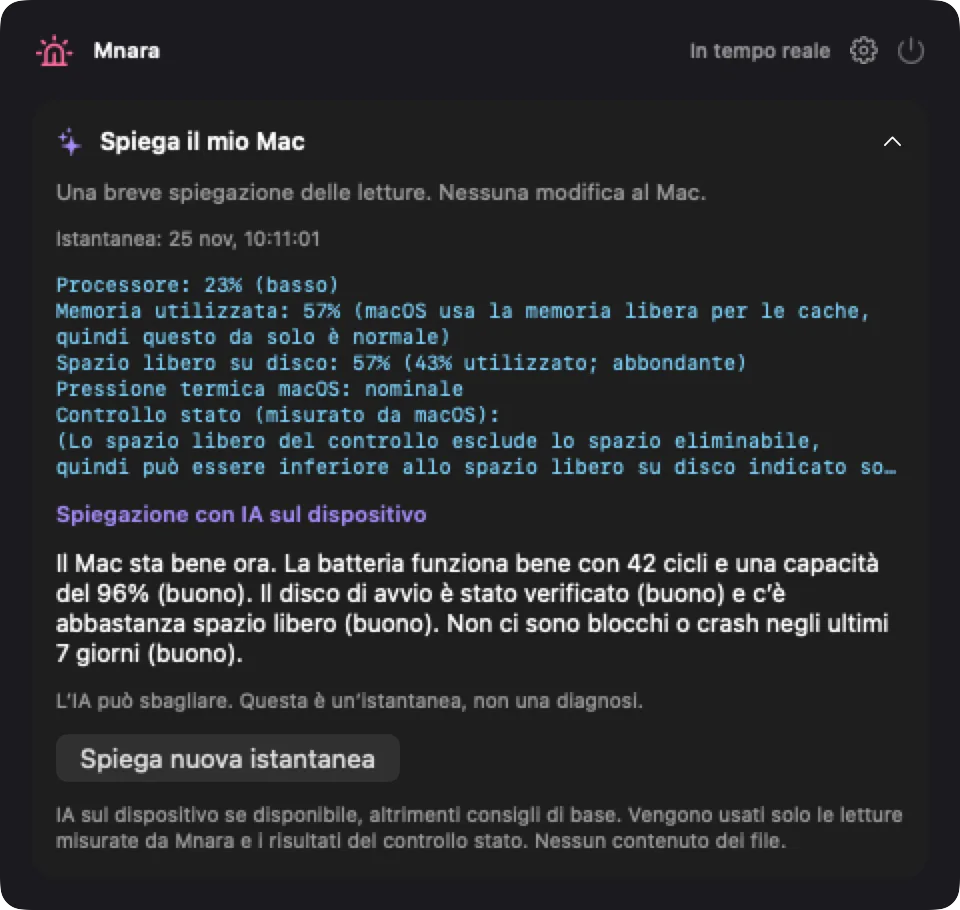 Mnara
In tempo reale
Spiega il mio Mac
Una breve spiegazione delle letture. Nessuna modifica al Mac.
Istantanea: 25 nov, 10:11:01
Processore: 23% (basso)
Memoria utilizzata: 57% (macOS usa la memoria libera per le cache,
quindi questo da solo è normale)
Spazio libero su disco: 57% (43% utilizzato; abbondante)
Pressione termica macOS: nominale
Controllo stato (misurato da macOS):
(Lo spazio libero del controllo esclude lo spazio eliminabile,
quindi può essere inferiore allo spazio libero su disco indicato so…
Spiegazione con IA sul dispositivo
Il Mac sta bene ora. La batteria funziona bene con 42 cicli e una capacità
del 96% (buono). Il disco di avvio è stato verificato (buono) e c’è
abbastanza spazio libero (buono). Non ci sono blocchi o crash negli ultimi
7 giorni (buono).
L’IA può sbagliare. Questa è un’istantanea, non una diagnosi.
Spiega nuova istantanea
IA sul dispositivo se disponibile, altrimenti consigli di base. Vengono usati solo le letture
misurate da Mnara e i risultati del controllo stato. Nessun contenuto dei file.